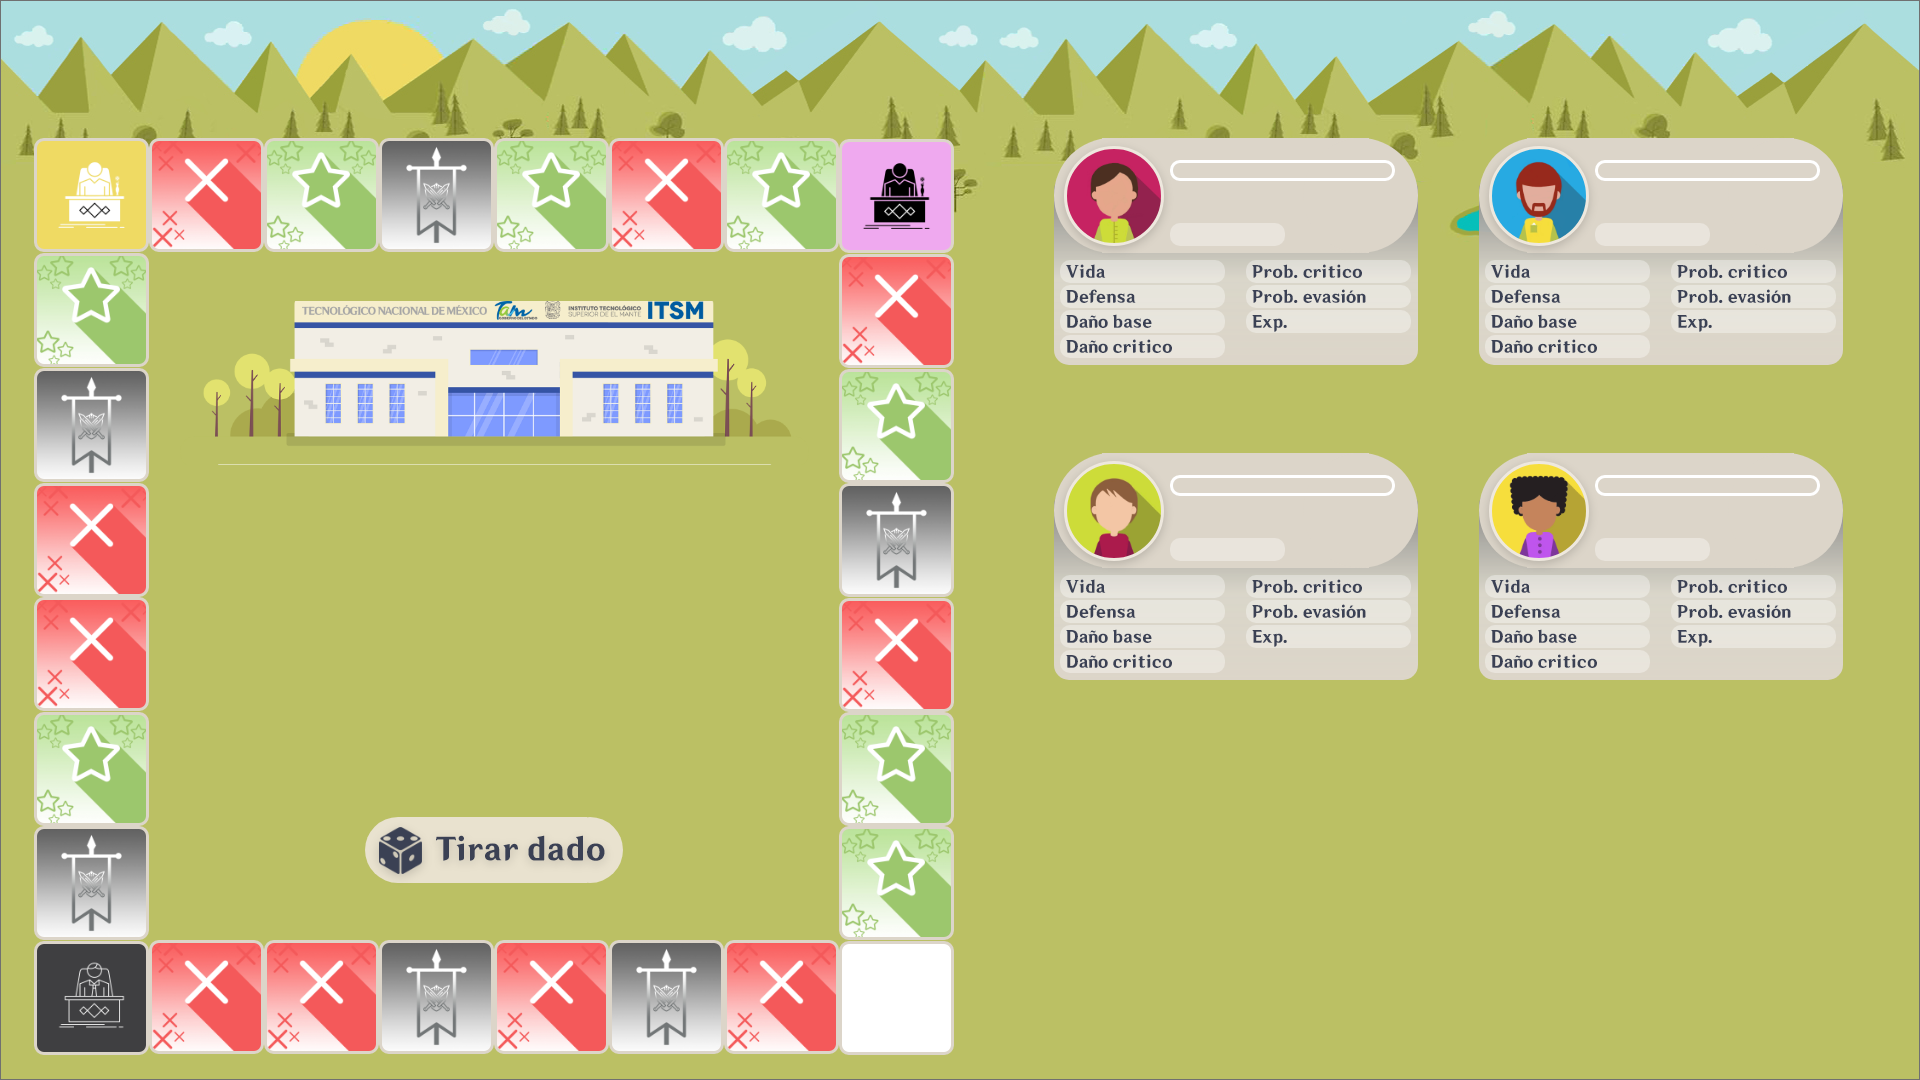 TECNOLÓGICO NACIONAL DE MÉXICO
Tam
INSTITUTO TECNOLÓGICO
SUPERIOR DE EL MANTE
ITSM
Tirar dado
Vida
Prob. critico
Defensa
Prob. evasión
Daño base
Exp.
Daño critico
Vida
Prob. critico
Defensa
Prob. evasión
Daño base
Exp.
Daño critico
Vida
Prob. critico
Defensa
Prob. evasión
Daño base
Exp.
Daño critico
Vida
Prob. critico
Defensa
Prob. evasión
Daño base
Exp.
Daño critico